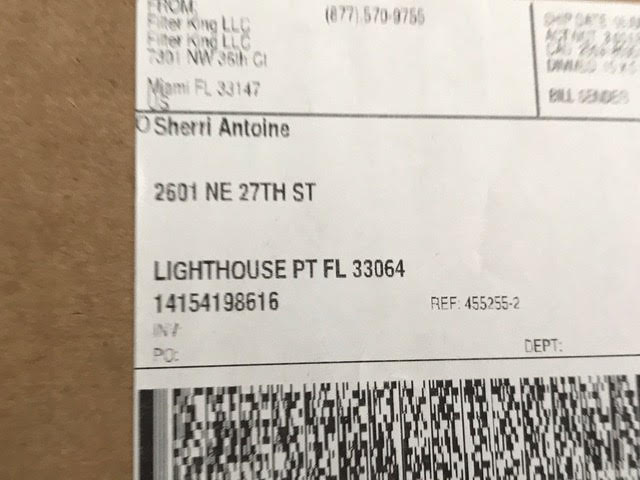 FROM:
(877) 570-9755
Filter King LLC
Filter King LLC
7301 NW 36th Ct
Miami FL 33147
US
SHIP DATE
BILL SENDER
O Sherri Antoine
2601 NE 27TH ST
LIGHTHOUSE PT FL 33064
14154198616
REF: 455255-2
INV:
PO:
DEPT: